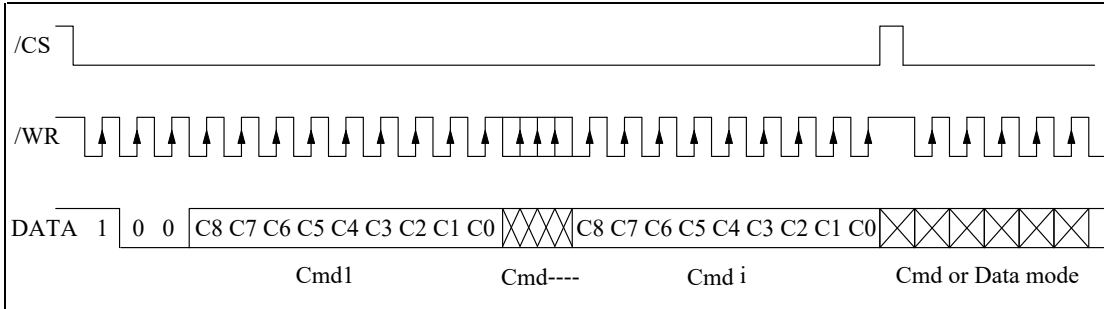 /CS
/WR
DATA 1 0 0 C8 C7 C6 C5 C4 C3 C2 C1 C0 C8 C7 C6 C5 C4 C3 C2 C1 C0
Cmd1 Cmd---- Cmd i Cmd or Data mode